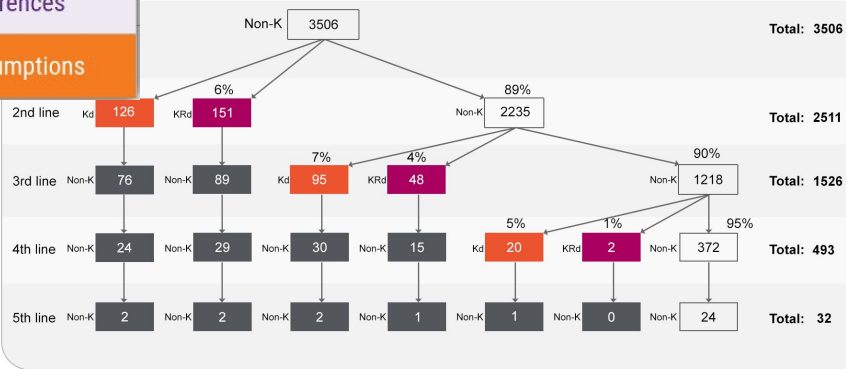 rences
umptions
Non-K 3506 Total: 3506
6% 89%
2nd line Kd 126 KRd 151 Non-K 2235 Total: 2511
7% 4% 90%
3rd line Non-K 76 Non-K 89 Kd 95 KRd 48 Non-K 1218 Total: 1526
5% 1% 95%
4th line Non-K 24 Non-K 29 Non-K 30 Non-K 15 Kd 20 KRd 2 Non-K 372 Total: 493
5th line Non-K 2 Non-K 2 Non-K 2 Non-K 1 Non-K 1 Non-K 0 Non-K 24 Total: 32